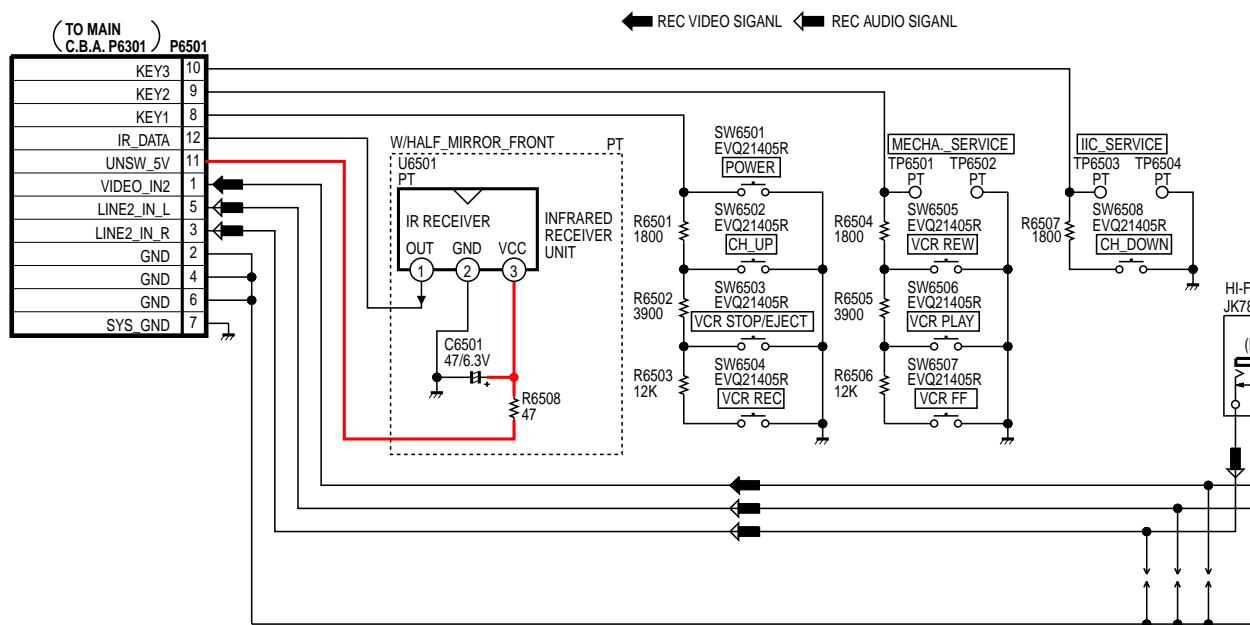 REC VIDEO SIGANL
REC AUDIO SIGANL
TO MAIN
C.B.A. P6301
P6501
KEY3 10
KEY2 9
KEY1 8
IR_DATA 12
UNSW_5V 11
VIDEO_IN2 1
LINE2_IN_L 5
LINE2_IN_R 3
GND 2
GND 4
GND 6
SYS_GND 7
W/HALF_MIRROR_FRONT PT
U6501
PT
IR RECEIVER
OUT GND VCC
1 2 3
INFRARED
RECEIVER
UNIT
C6501
47/6.3V
+
R6508
47
SW6501
EVQ21405R
POWER
R6501
1800
SW6502
EVQ21405R
CH_UP
R6502
3900
SW6503
EVQ21405R
VCR STOP/EJECT
R6503
12K
SW6504
EVQ21405R
VCR REC
MECHA._SERVICE
TP6501 TP6502
PT PT
R6504
1800
SW6505
EVQ21405R
VCR REW
R6505
3900
SW6506
EVQ21405R
VCR PLAY
R6506
12K
SW6507
EVQ21405R
VCR FF
IIC_SERVICE
TP6503 TP6504
PT PT
R6507
1800
SW6508
EVQ21405R
CH_DOWN
HI-F
JK78